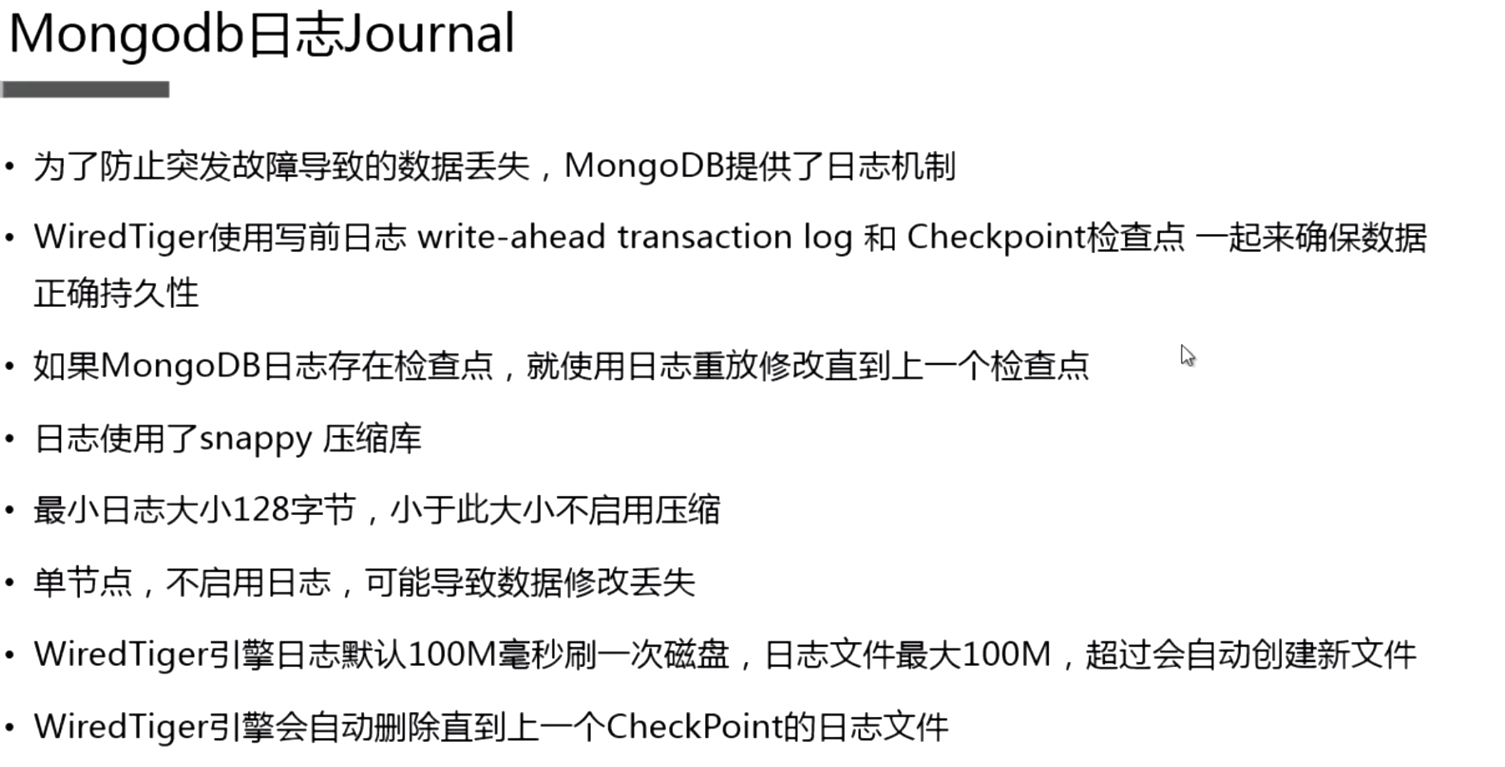 Mongodb日志Journal
• 为了防止突发故障导致的数据丢失，MongoDB提供了日志机制
• WiredTiger使用写前日志 write-ahead transaction log 和 Checkpoint检查点 一起来确保数据
正确持久性
• 如果MongoDB日志存在检查点，就使用日志重放修改直到上一个检查点
• 日志使用了snappy 压缩库
• 最小日志大小128字节，小于此大小不启用压缩
• 单节点，不启用日志，可能导致数据修改丢失
• WiredTiger引擎日志默认100M毫秒刷一次磁盘，日志文件最大100M，超过会自动创建新文件
• WiredTiger引擎会自动删除直到上一个CheckPoint的日志文件